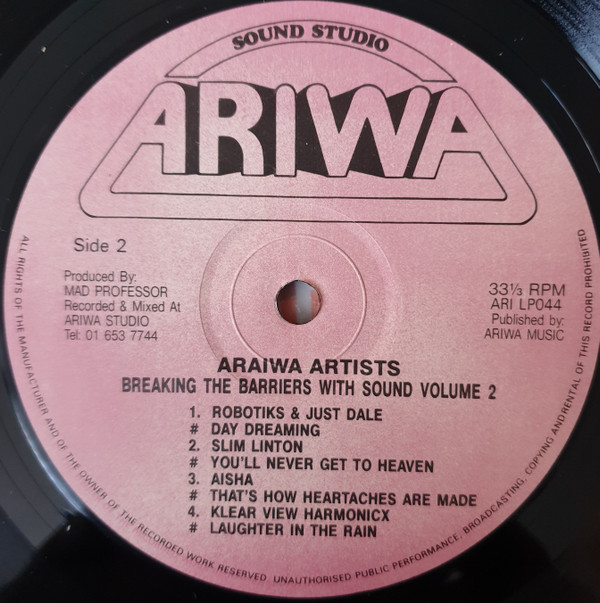 SOUND STUDIO
ARIWA
Side 2
Produced By:
MAD PROFESSOR
Recorded & Mixed At
ARIWA STUDIO
Tel: 01 653 7744
33⅓ RPM
ARI LP044
Published by:
ARIWA MUSIC
ARAIWA ARTISTS
BREAKING THE BARRIERS WITH SOUND VOLUME 2
1. ROBOTIKS & JUST DALE
# DAY DREAMING
2. SLIM LINTON
# YOU'LL NEVER GET TO HEAVEN
3. AISHA
# THAT'S HOW HEARTACHES ARE MADE
4. KLEAR VIEW HARMONICX
# LAUGHTER IN THE RAIN
ALL RIGHTS OF THE MANUFACTURER AND OF THE OWNER OF THE RECORDED WORK RESERVED. UNAUTHORISED PUBLIC PERFORMANCE, BROADCASTING, COPYING AND RENTAL OF THIS RECORD PROHIBITED